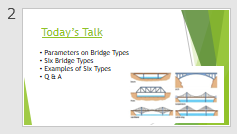 2
Today's Talk
• Parameters on Bridge Types
• Six Bridge Types
• Examples of Six Types
• Q & A